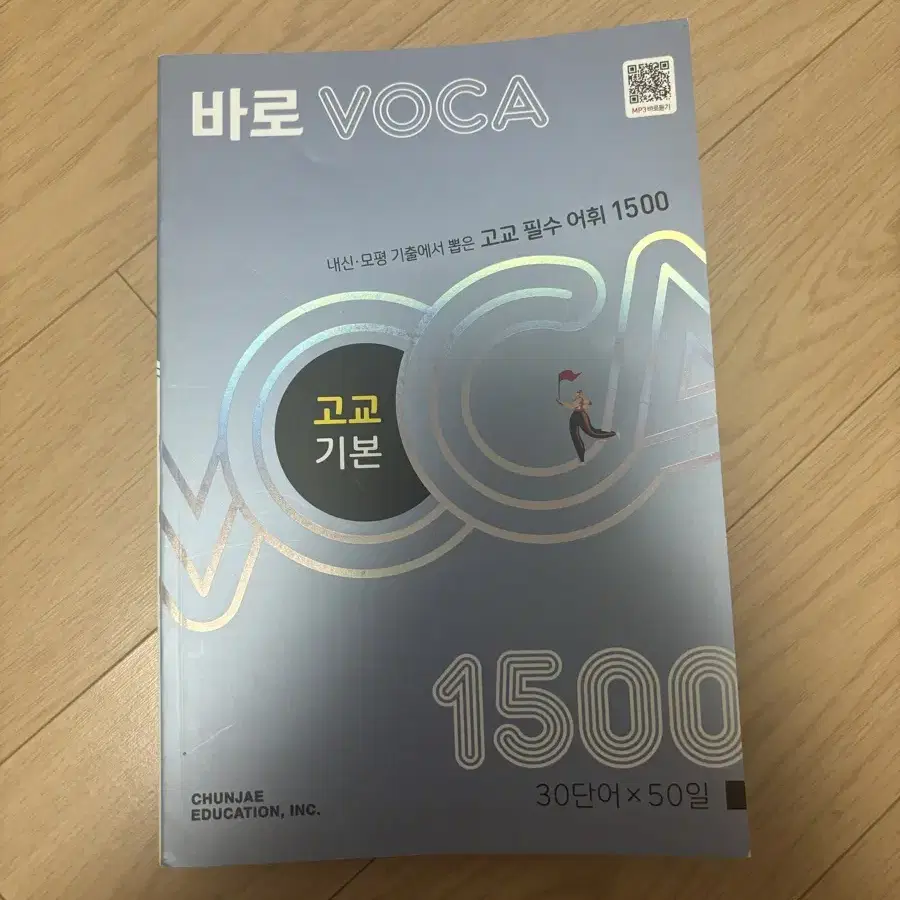 바로 VOCA
MP3 바로듣기
내신·모평 기출에서 뽑은 고교 필수 어휘 1500
VOCA
고교
기본
1500
30단어×50일
CHUNJAE
EDUCATION, INC.